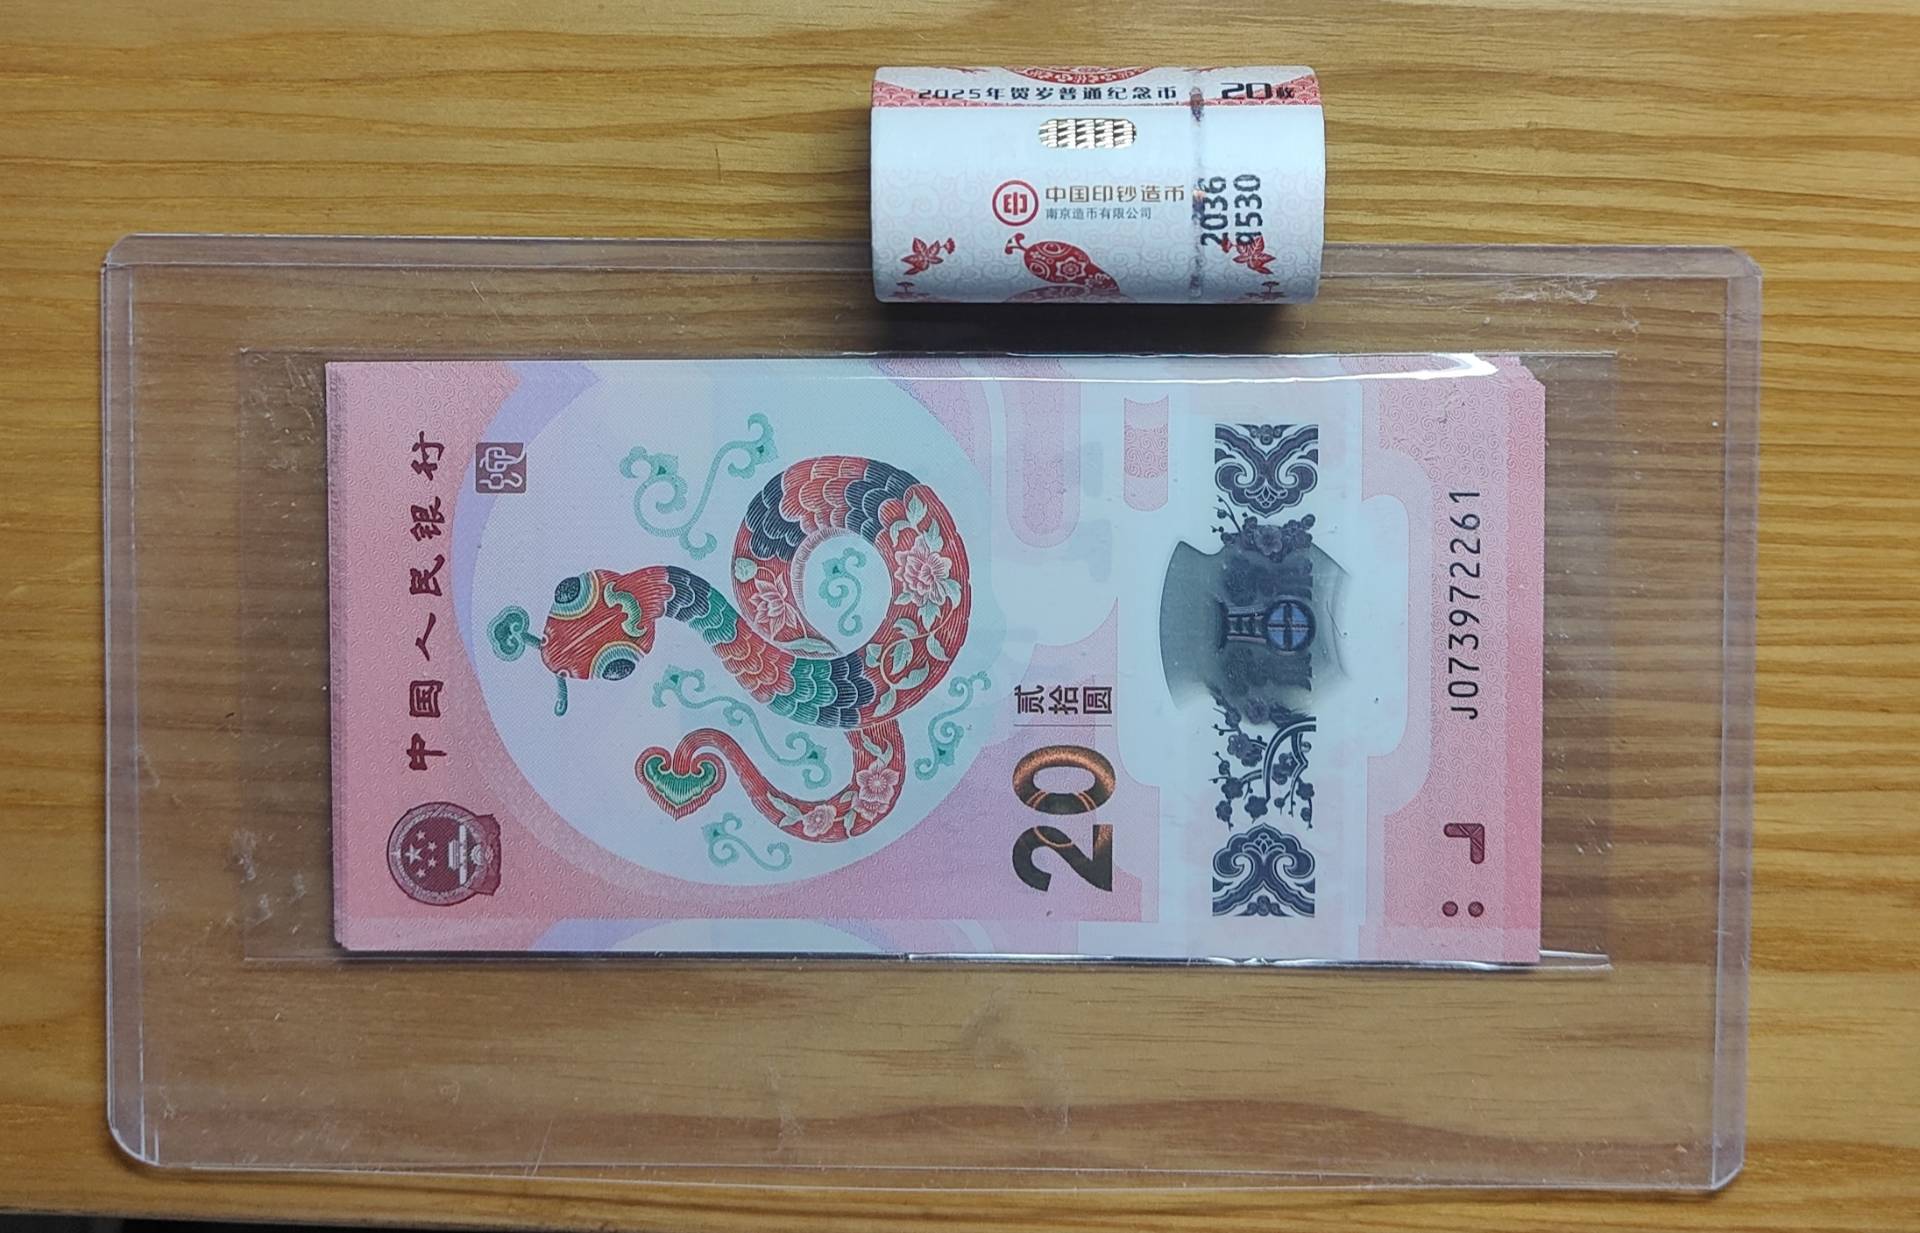 2025年贺岁普通纪念币
20枚
中国印钞造币
南京造币有限公司
2036
q530
中国人民银行
20
贰拾圆
J073972261